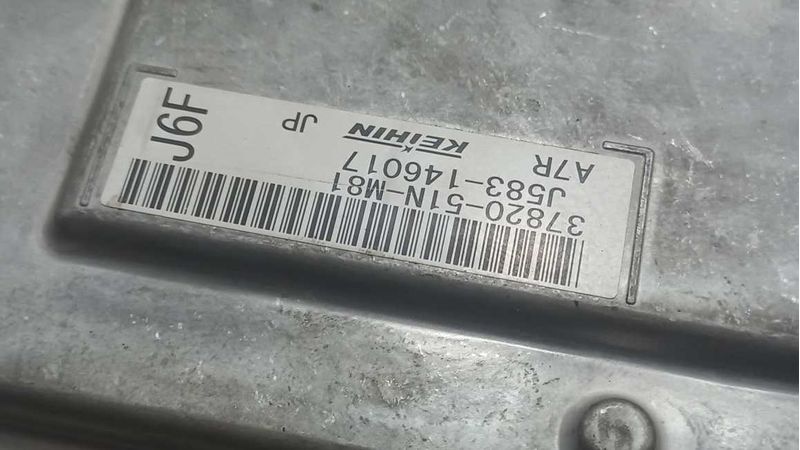 J6F
37820-51N-M81
J583-146017
KEIHIN
A7R
JP